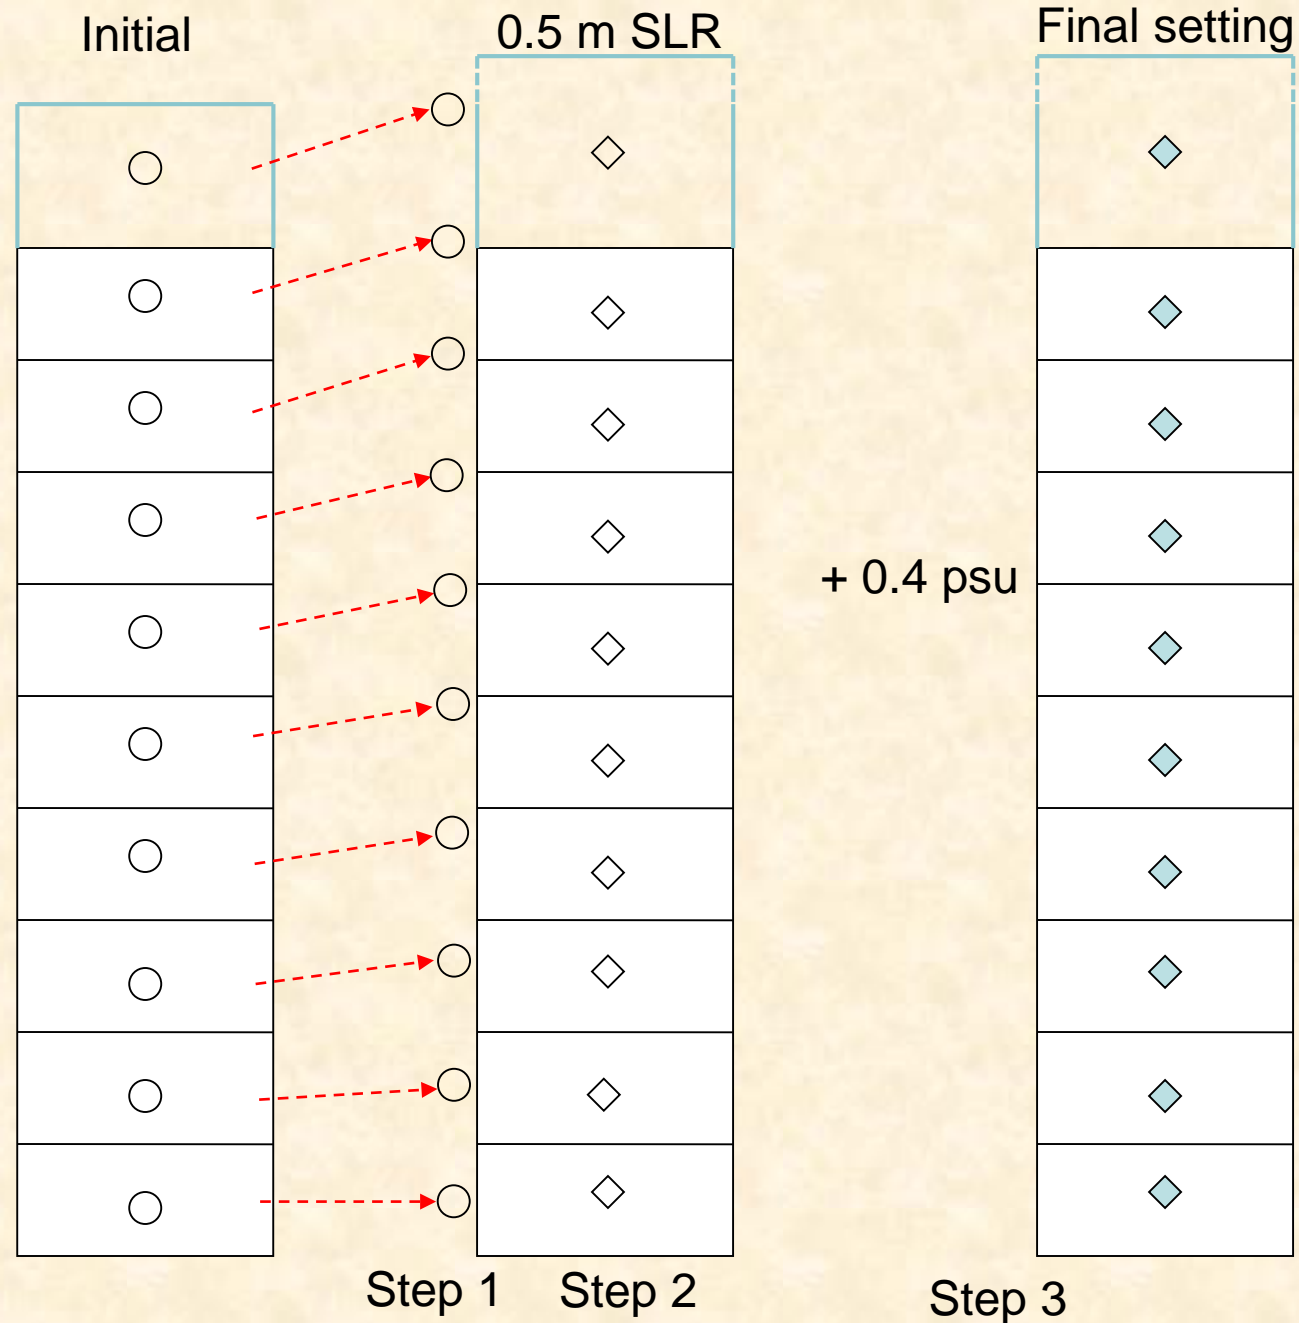 Initial
0.5 m SLR
Final setting
+ 0.4 psu
Step 1
Step 2
Step 3